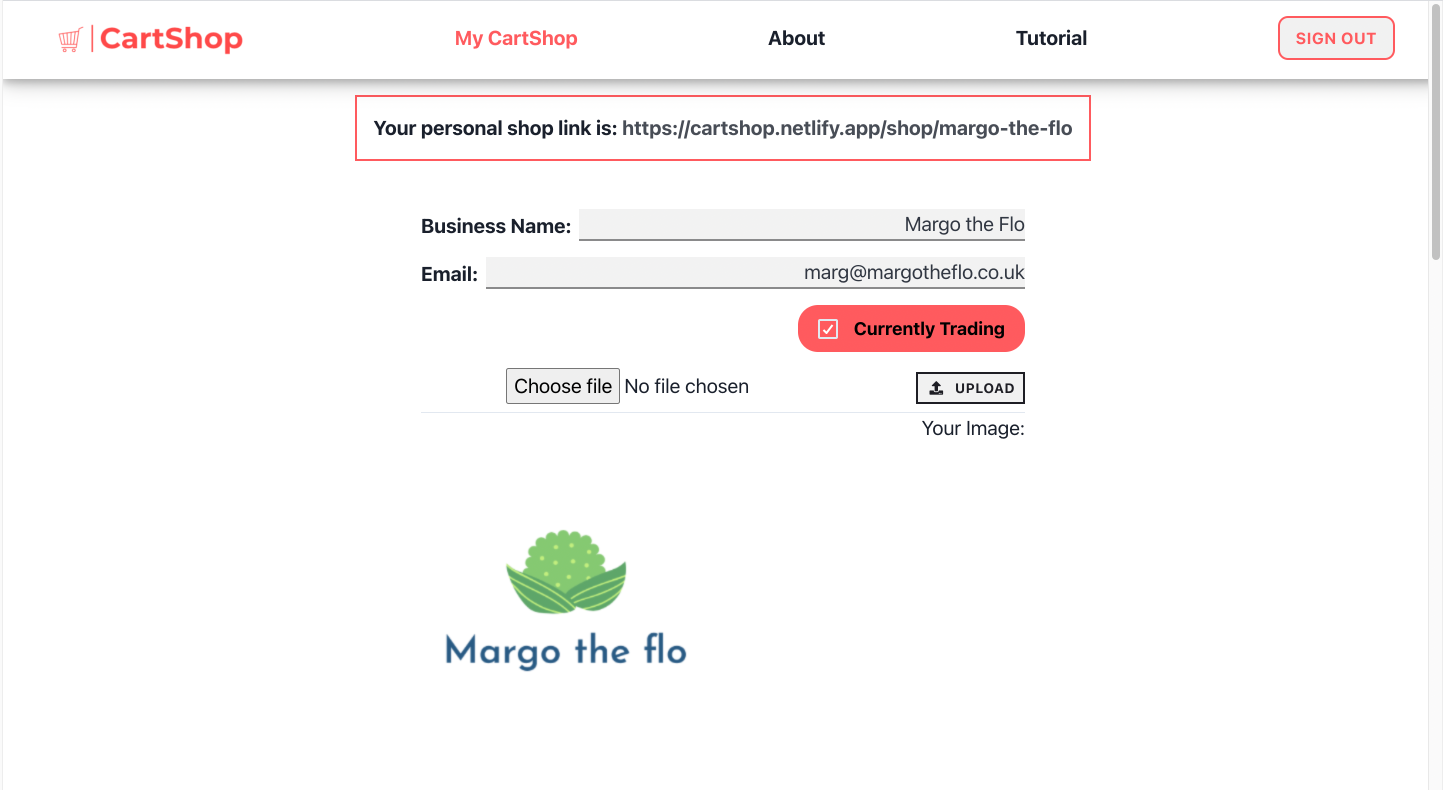 CartShop
My CartShop
About
Tutorial
SIGN OUT
Your personal shop link is: https://cartshop.netlify.app/shop/margo-the-flo
Business Name: Margo the Flo
Email: marg@margotheflo.co.uk
Currently Trading
Choose file No file chosen
UPLOAD
Your Image:
Margo the flo